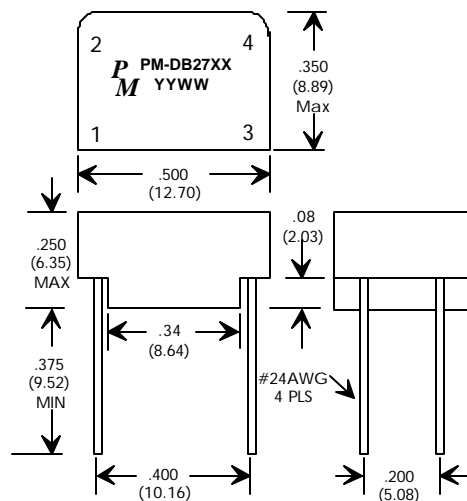 2 4
P M PM-DB27XX
YYWW
1 3
.350
(8.89)
Max
.500
(12.70)
.250
(6.35)
MAX
.08
(2.03)
.34
(8.64)
.375
(9.52)
MIN
#24AWG
4 PLS
.400
(10.16)
.200
(5.08)